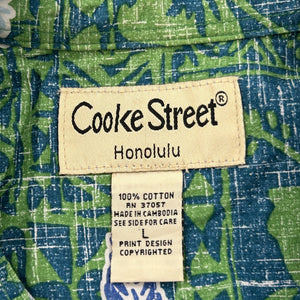 Cooke Street®
Honolulu
100% COTTON
RN 37057
MADE IN CAMBODIA
SEE SIDE FOR CARE
L
PRINT DESIGN
COPYRIGHTED